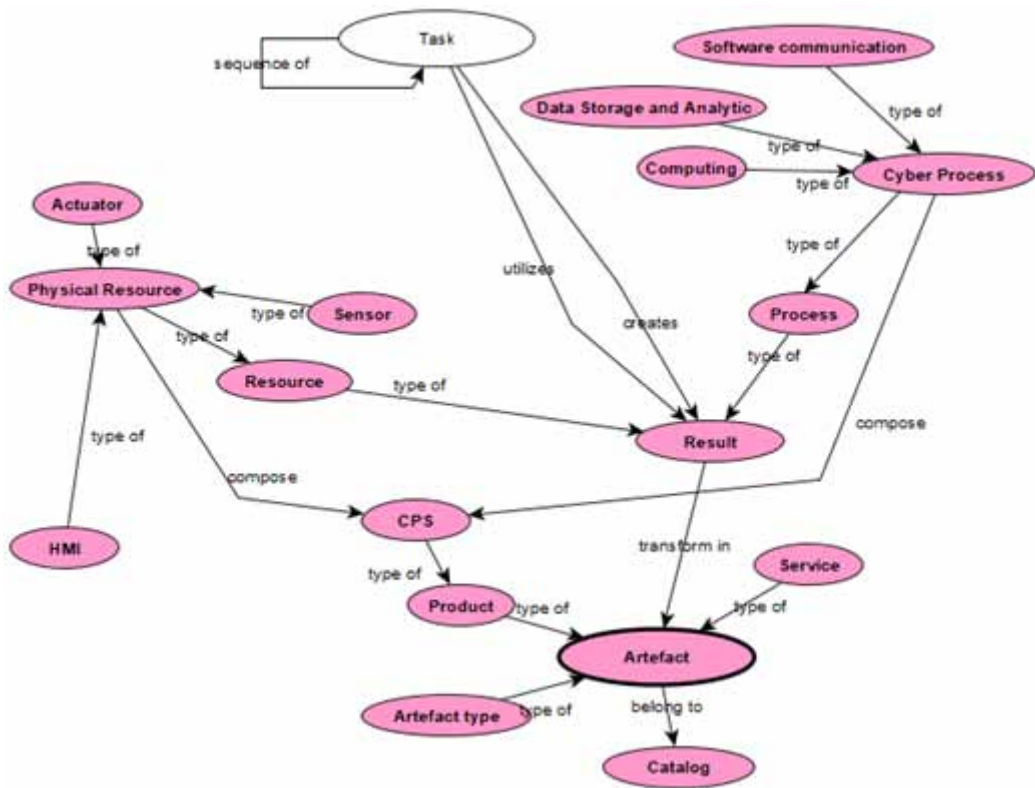 Task
Software communication
sequence of
Data Storage and Analytic
type of
type of
Computing
type of
Cyber Process
Actuator
type of
type of
utilizes
Physical Resource
type of
Sensor
creates
Process
type of
type of
Resource
type of
type of
Result
compose
compose
CPS
HMI
transform in
Service
type of
Product
type of
type of
Artefact
Artefact type
type of
belong to
Catalog